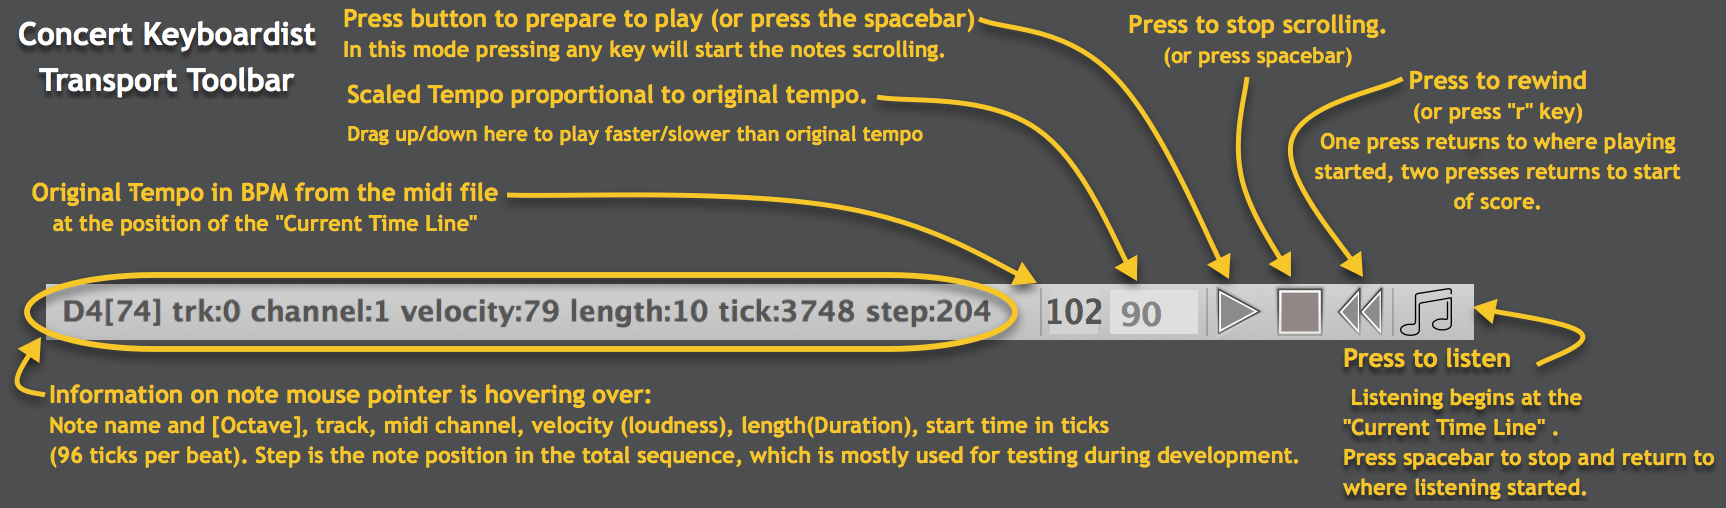 Concert Keyboardist
Transport Toolbar
Press button to prepare to play (or press the spacebar)
In this mode pressing any key will start the notes scrolling.
Scaled Tempo proportional to original tempo.
Drag up/down here to play faster/slower than original tempo
Press to stop scrolling.
(or press spacebar)
Press to rewind
(or press "r" key)
One press returns to where playing
started, two presses returns to start
of score.
Original Tempo in BPM from the midi file
at the position of the "Current Time Line"
D4[74] trk:0 channel:1 velocity:79 length:10 tick:3748 step:204
102
90
Information on note mouse pointer is hovering over:
Note name and [Octave], track, midi channel, velocity (loudness), length(Duration), start time in ticks
(96 ticks per beat). Step is the note position in the total sequence, which is mostly used for testing during development.
Press to listen
Listening begins at the
"Current Time Line" .
Press spacebar to stop and return to
where listening started.